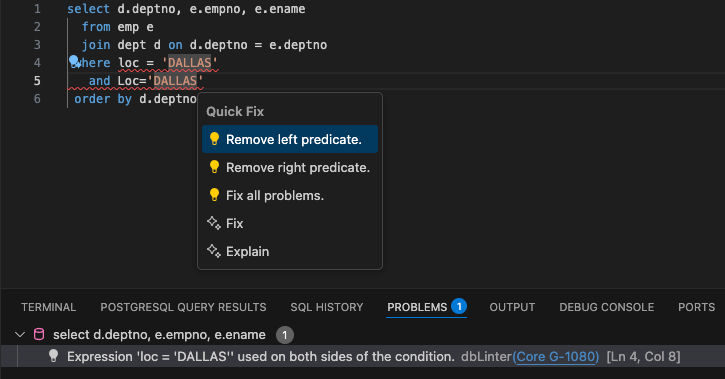 1 select d.deptno, e.empno, e.ename
2 from emp e
3 join dept d on d.deptno = e.deptno
4 where loc = 'DALLAS'
5 and Loc='DALLAS'
6 order by d.deptno
Quick Fix
Remove left predicate.
Remove right predicate.
Fix all problems.
Fix
Explain
TERMINAL POSTGRESQL QUERY RESULTS SQL HISTORY PROBLEMS 1 OUTPUT DEBUG CONSOLE PORTS
select d.deptno, e.empno, e.ename 1
Expression 'loc = 'DALLAS'' used on both sides of the condition. dbLinter(Core G-1080) [Ln 4, Col 8]